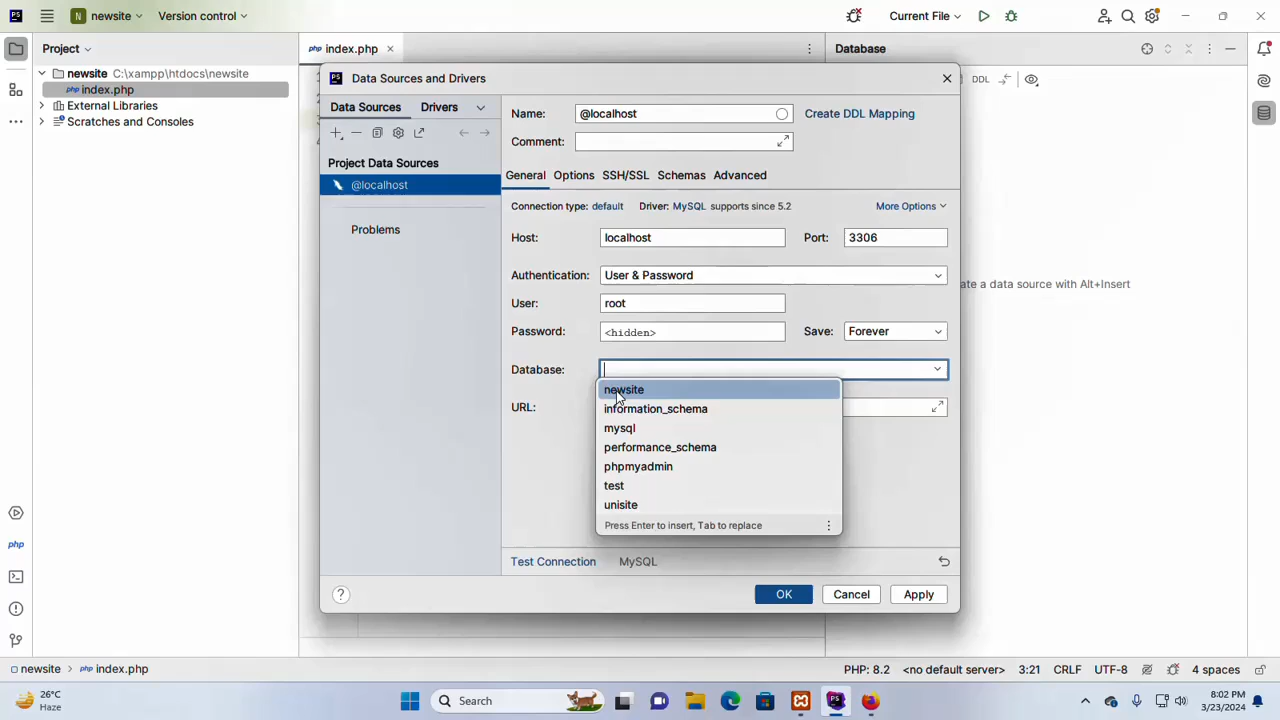 PS
N newsite
Version control
Current File
Project
php index.php
Database
newsite C:\xampp\htdocs\newsite
index.php
External Libraries
Scratches and Consoles
DDL
Data Sources and Drivers
Data Sources
Drivers
Project Data Sources
@localhost
Problems
Name: @localhost
Create DDL Mapping
Comment:
General Options SSH/SSL Schemas Advanced
Connection type: default Driver: MySQL supports since 5.2 More Options
Host: localhost Port: 3306
Authentication: User & Password
User: root
Password: <hidden> Save: Forever
Database:
newsite
URL:
information_schema
mysql
performance_schema
phpmyadmin
test
unisite
Press Enter to insert, Tab to replace
Test Connection MySQL
? OK Cancel Apply
ate a data source with Alt+Insert
php
newsite > php index.php
PHP: 8.2 <no default server> 3:21 CRLF UTF-8 4 spaces
26°C
Haze
Search
8:02 PM
3/23/2024